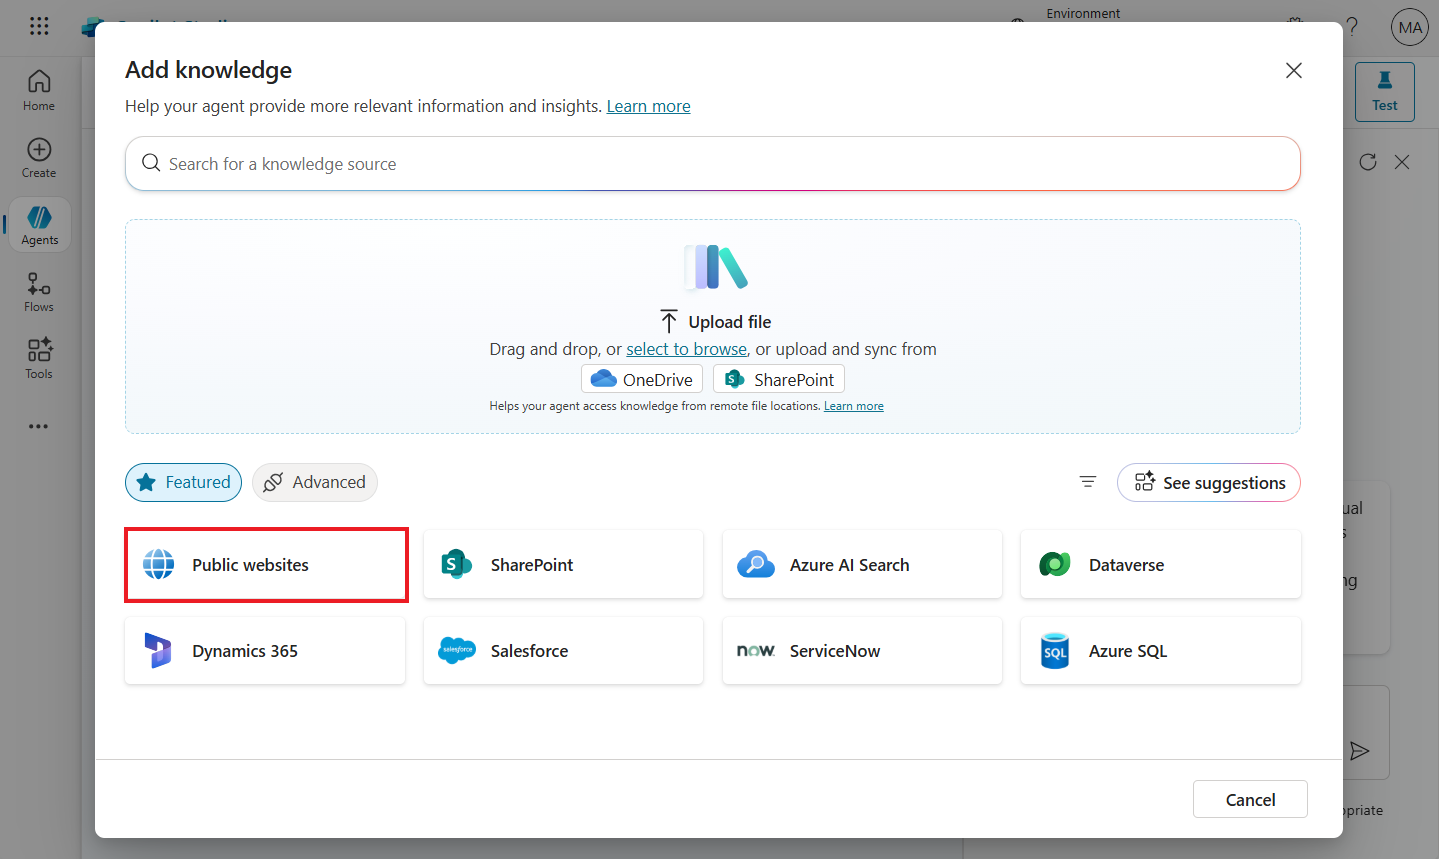 Environment
MA
Home
Create
Agents
Flows
Tools
Test
Add knowledge
Help your agent provide more relevant information and insights. Learn more
Search for a knowledge source
Upload file
Drag and drop, or select to browse, or upload and sync from
OneDrive
SharePoint
Helps your agent access knowledge from remote file locations. Learn more
Featured
Advanced
See suggestions
Public websites
S
SharePoint
Azure AI Search
Dataverse
Dynamics 365
salesforce
Salesforce
now
ServiceNow
SQL
Azure SQL
Cancel